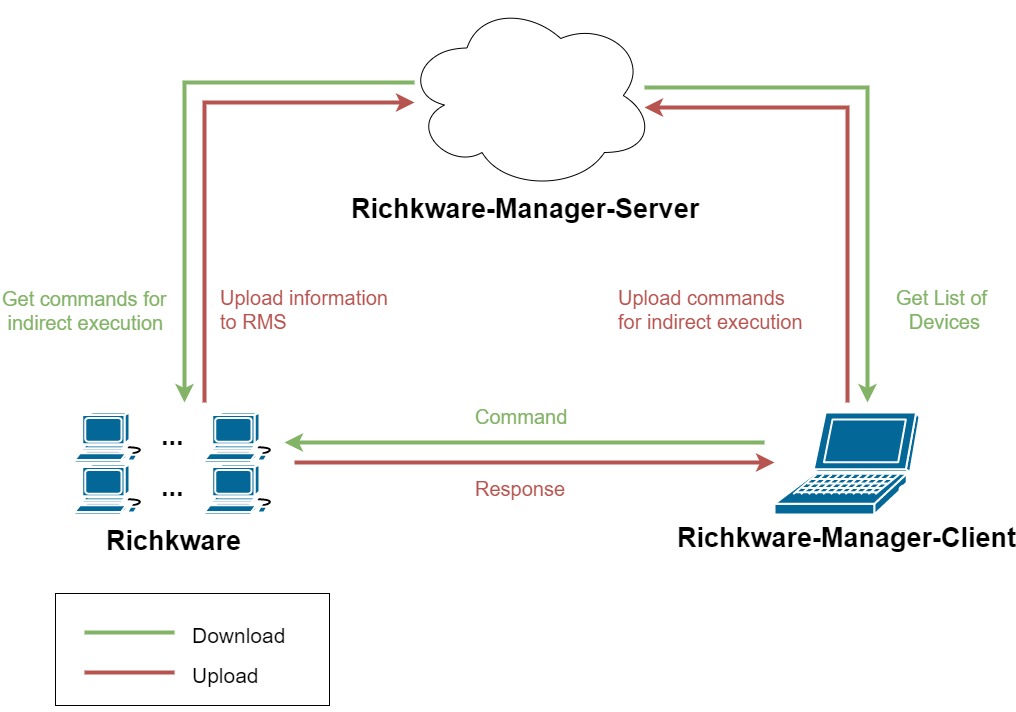 Richkware-Manager-Server
Get commands for
indirect execution
Upload information
to RMS
Upload commands
for indirect execution
Get List of
Devices
Command
...
...
Response
Richkware
Richkware-Manager-Client
Download
Upload